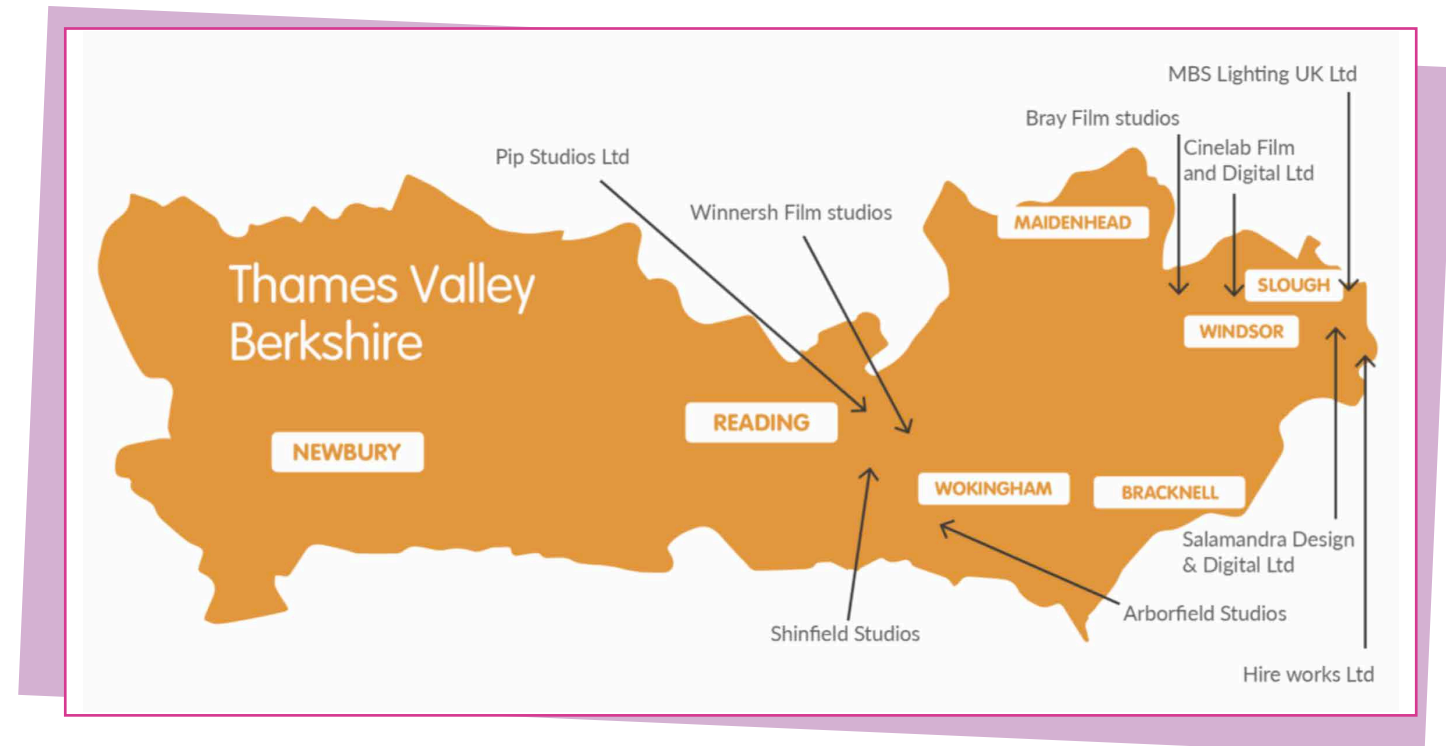 MBS Lighting UK Ltd
Bray Film studios
Cinelab Film
and Digital Ltd
Pip Studios Ltd
Winnersh Film studios
MAIDENHEAD
Thames Valley
Berkshire
SLOUGH
WINDSOR
READING
NEWBURY
WOKINGHAM
BRACKNELL
Salamandra Design
& Digital Ltd
Arborfield Studios
Shinfield Studios
Hire works Ltd